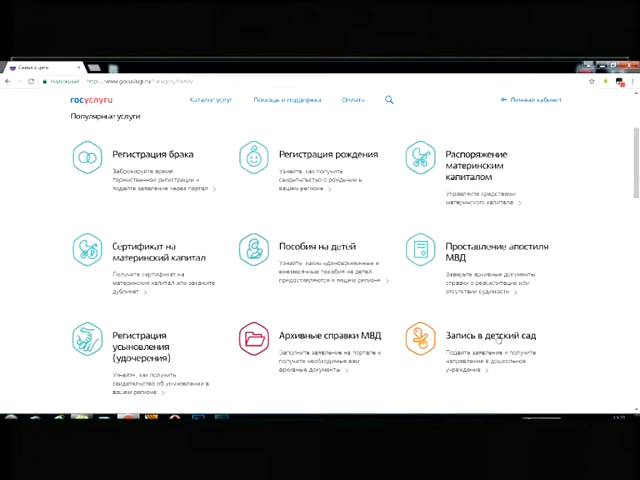 Семья и дети
Надежный
https://www.gosuslugi.ru/category/family
госуслуги
Каталог услуг
Помощь и поддержка
Оплаты
Личный кабинет
Популярные услуги
Регистрация брака
Забронируйте время
торжественной регистрации и
подайте заявление через портал
Регистрация рождения
Узнайте, как получить
свидетельство о рождении в
вашем регионе
Распоряжение
материнским
капиталом
Управляйте средствами
материнского капитала
Сертификат на
материнский капитал
Получите сертификат на
материнский капитал или закажите
дубликат
Пособия на детей
Узнайте, какие единовременные и
ежемесячные пособия на детей
предоставляются в вашем регионе
Проставление апостиля
МВД
Заверьте архивные документы,
справки о реабилитации или
отсутствии судимости
Регистрация
усыновления
(удочерения)
Узнайте, как получить
свидетельство об усыновлении в
вашем регионе
Архивные справки МВД
Заполните заявление на портале и
получите необходимые вам
архивные документы
Запись в детский сад
Подайте заявление и получите
направление в дошкольное
учреждение